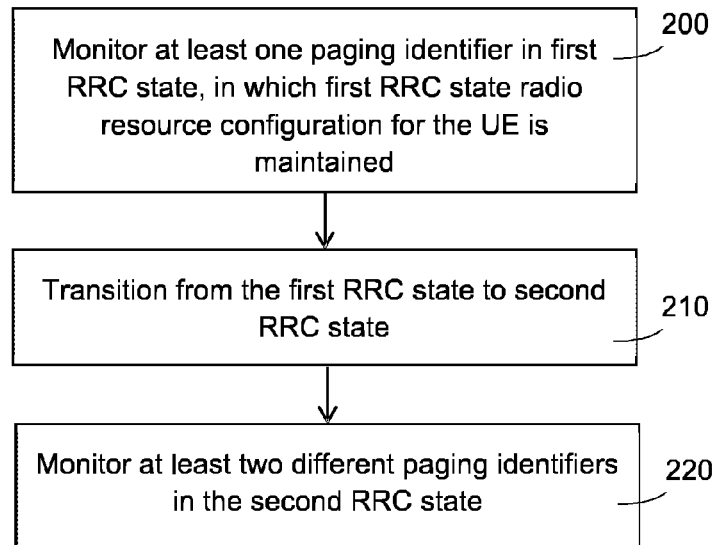 200
Monitor at least one paging identifier in first
RRC state, in which first RRC state radio
resource configuration for the UE is
maintained
Transition from the first RRC state to second
RRC state
210
Monitor at least two different paging identifiers
in the second RRC state
220